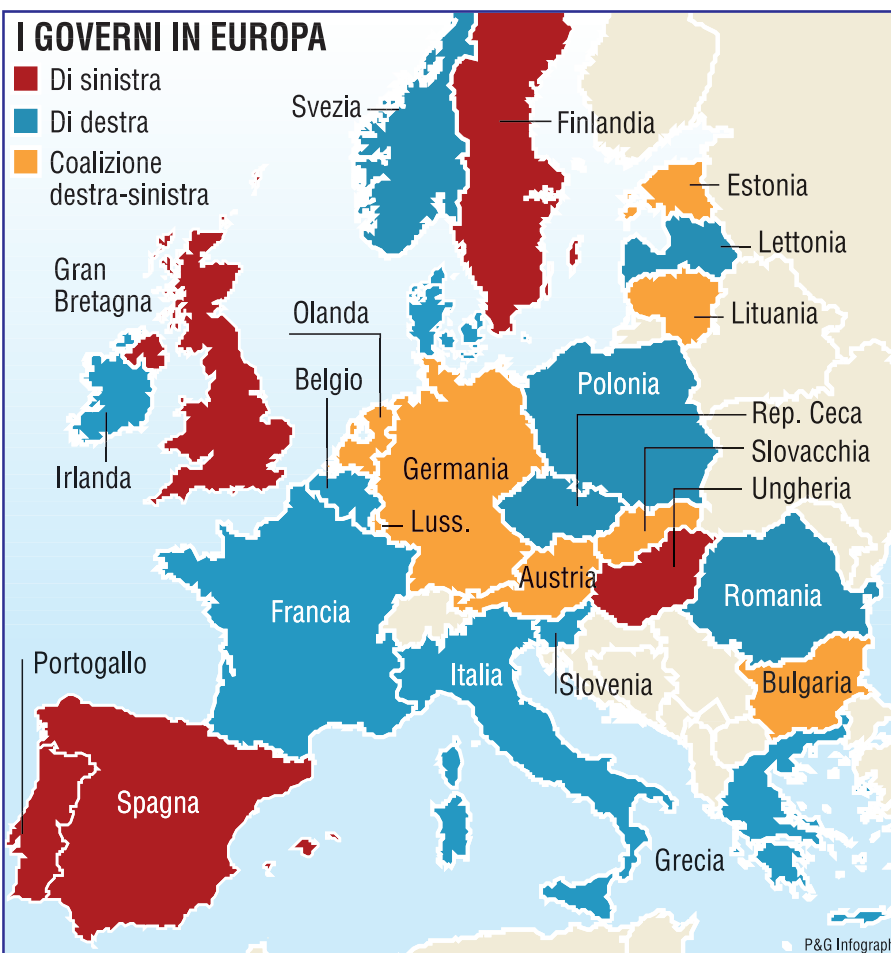 I GOVERNI IN EUROPA
Di sinistra
Di destra
Coalizione
destra-sinistra
Svezia
Finlandia
Estonia
Lettonia
Lituania
Gran
Bretagna
Olanda
Belgio
Irlanda
Germania
Polonia
Rep. Ceca
Slovacchia
Ungheria
Luss.
Austria
Francia
Romania
Portogallo
Italia
Slovenia
Bulgaria
Spagna
Grecia
P&G Infograph